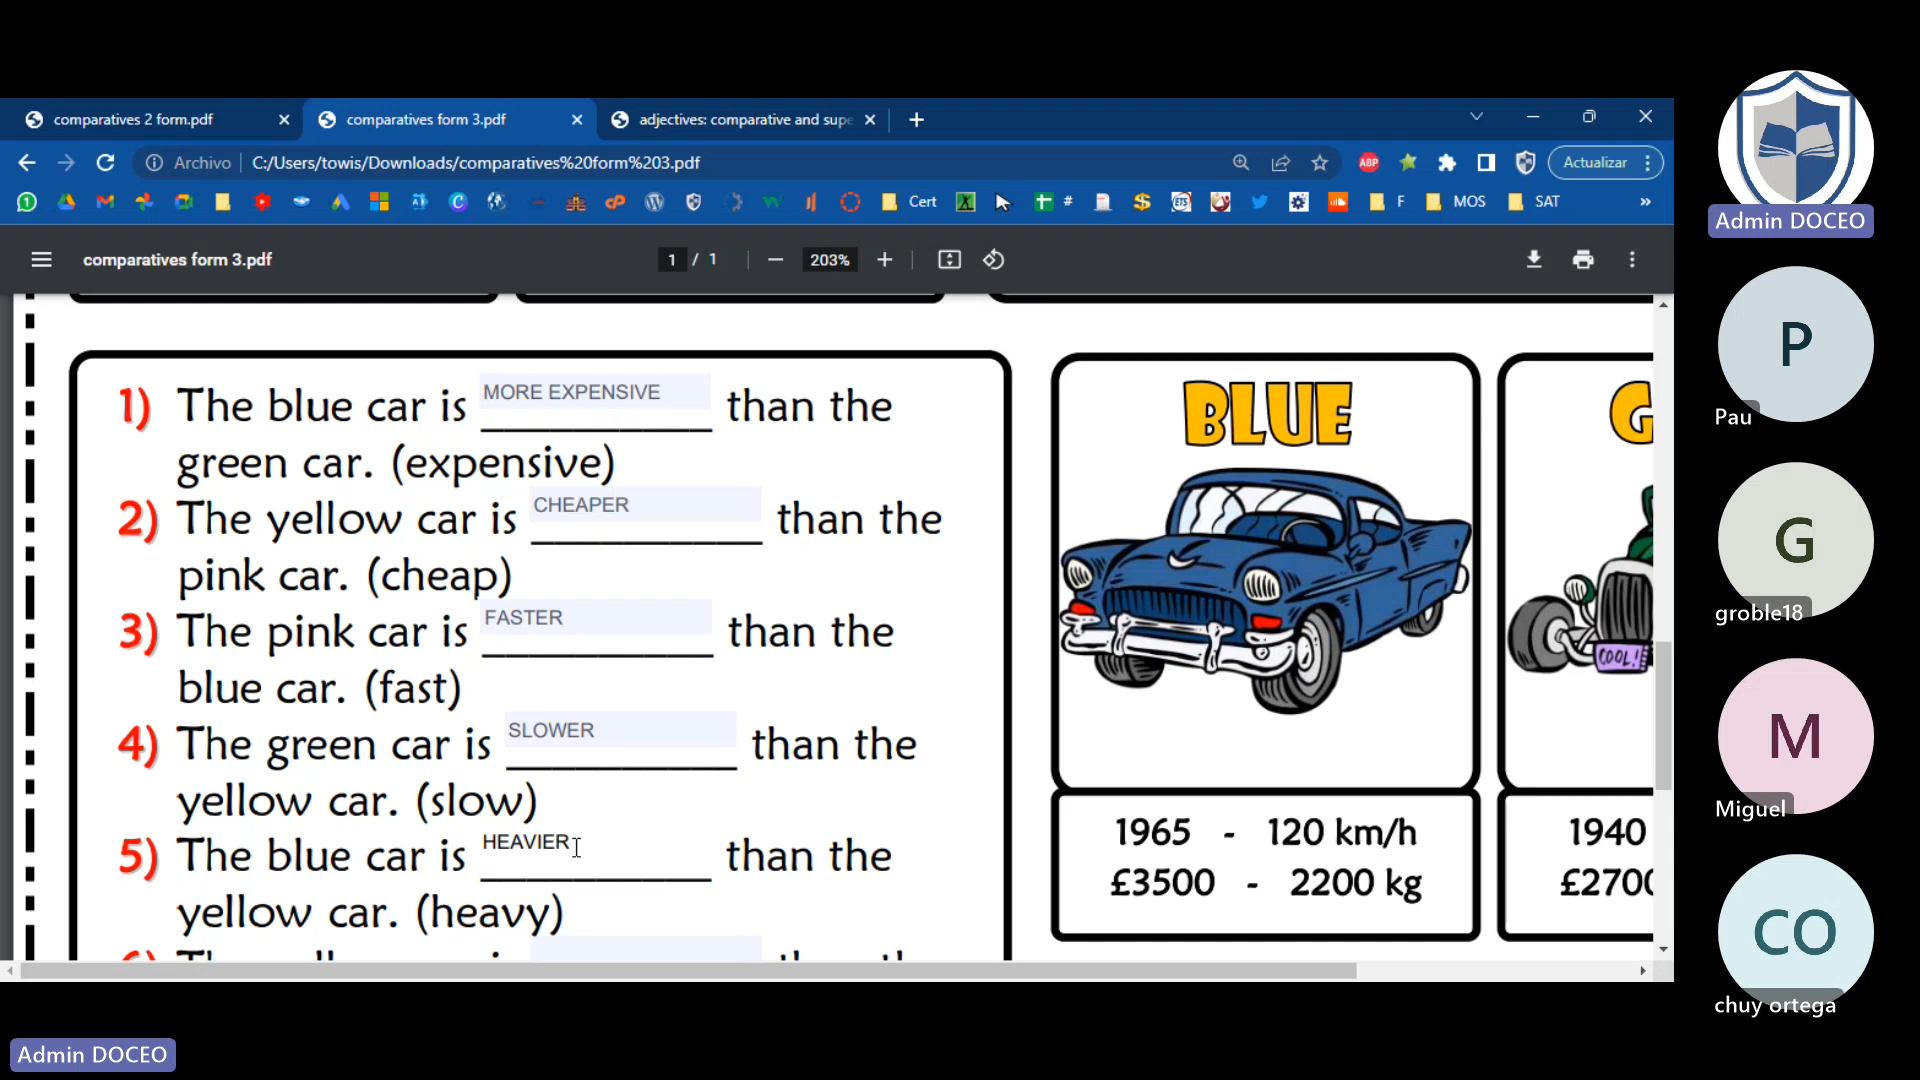 comparatives 2 form.pdf
comparatives form 3.pdf
adjectives: comparative and supe
Archivo C:/Users/towis/Downloads/comparatives%20form%203.pdf
ABP
Actualizar
1
Cert
#
ETS
F
MOS
SAT
»
comparatives form 3.pdf
1 / 1
203%
1) The blue car is MORE EXPENSIVE than the
green car. (expensive)
2) The yellow car is CHEAPER than the
pink car. (cheap)
3) The pink car is FASTER than the
blue car. (fast)
4) The green car is SLOWER than the
yellow car. (slow)
5) The blue car is HEAVIER than the
yellow car. (heavy)
BLUE
1965 - 120 km/h
£3500 - 2200 kg
G
COOL!
1940
£2700
Admin DOCEO
P
Pau
G
groble18
M
Miguel
CO
chuy ortega
Admin DOCEO